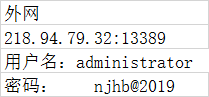 外网
218.94.79.32:13389
用户名：administrator
密码：    njhb@2019